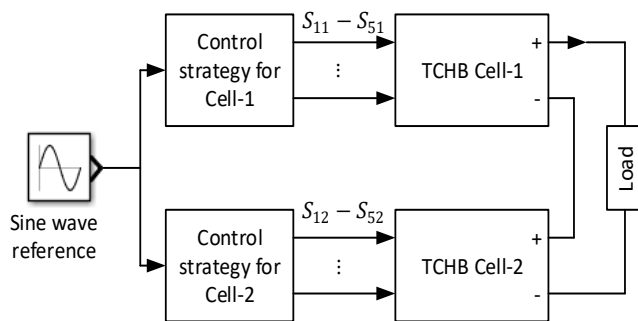 S₁₁ − S₅₁
Control
strategy for
Cell-1
⋮
TCHB Cell-1
+
-
Load
Sine wave
reference
S₁₂ − S₅₂
Control
strategy for
Cell-2
⋮
TCHB Cell-2
+
-